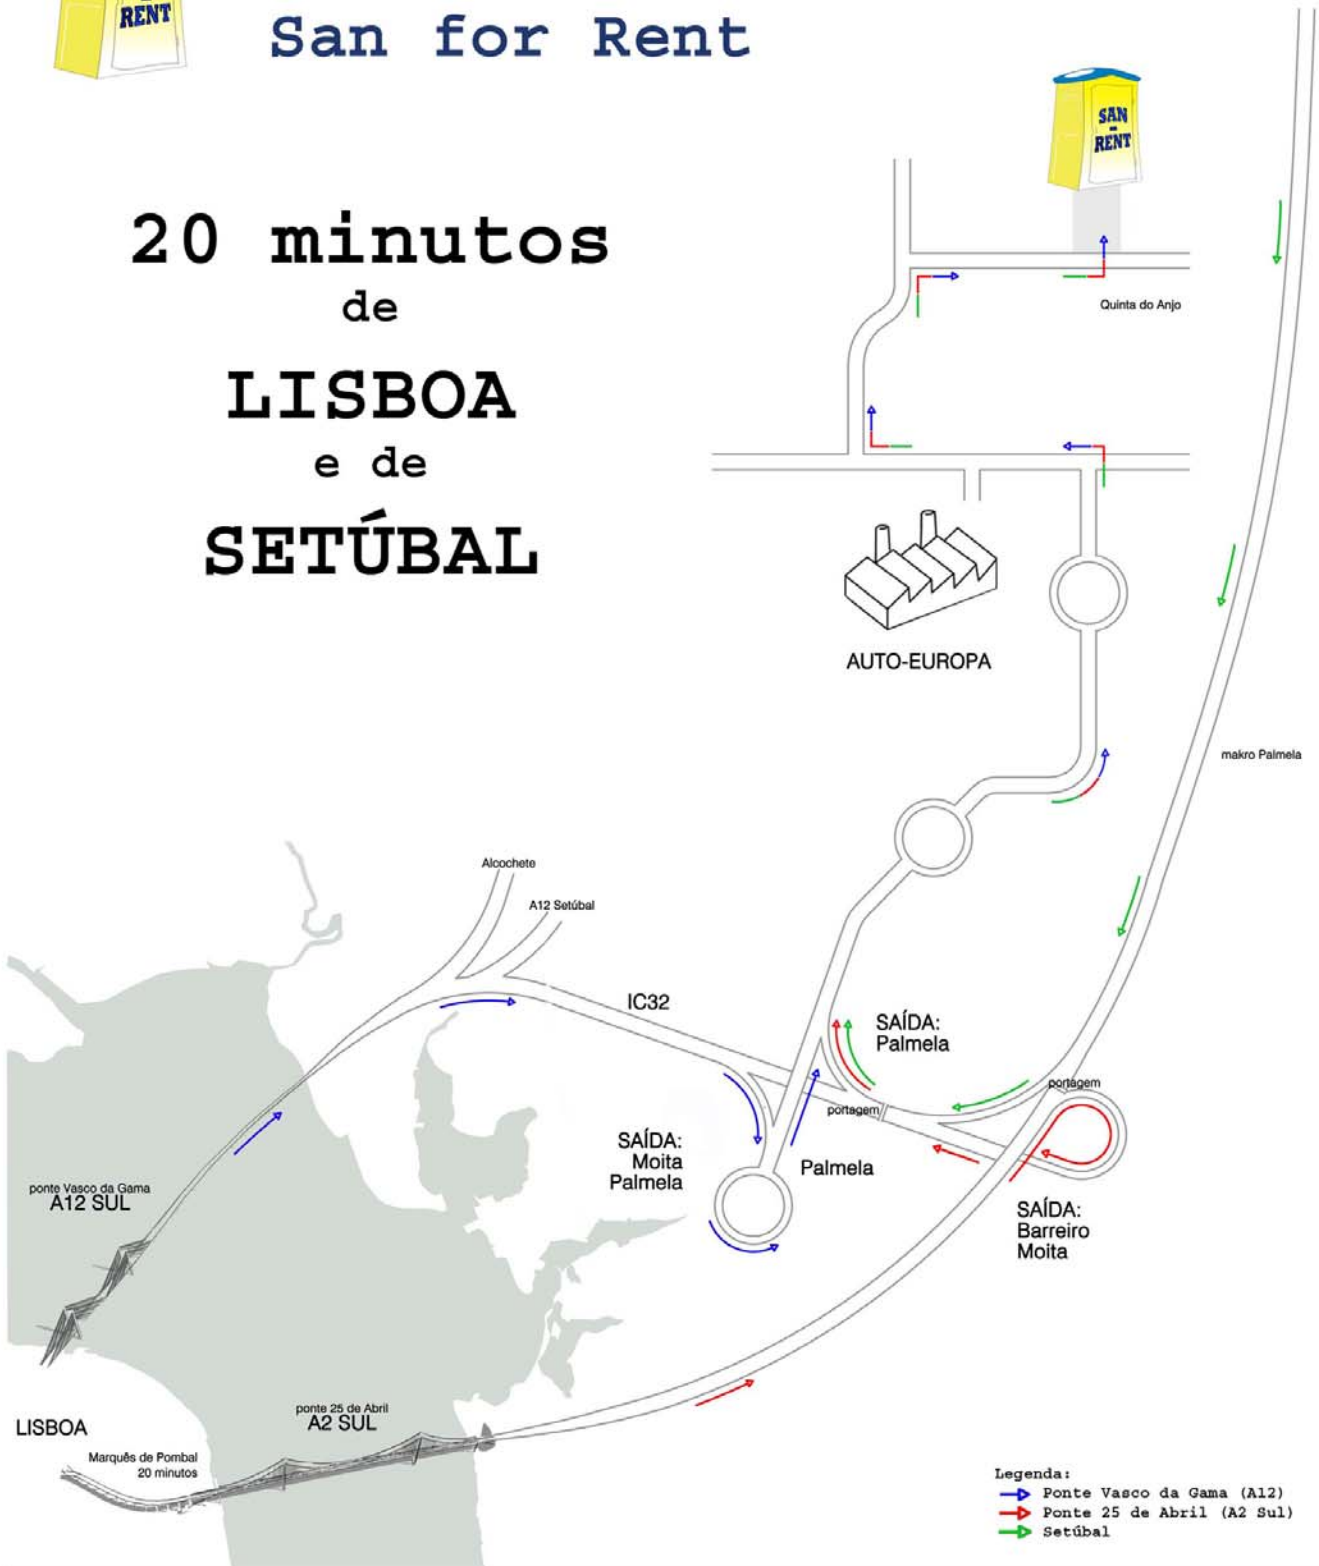 RENT
San for Rent
SAN
-
RENT
20 minutos
de
LISBOA
e de
SETÚBAL
Quinta do Anjo
AUTO-EUROPA
makro Palmela
Alcochete
A12 Setúbal
IC32
SAÍDA:
Palmela
portagem
portagem
SAÍDA:
Moita
Palmela
Palmela
ponte Vasco da Gama
A12 SUL
SAÍDA:
Barreiro
Moita
ponte 25 de Abril
A2 SUL
LISBOA
Marquês de Pombal
20 minutos
Legenda:
Ponte Vasco da Gama (A12)
Ponte 25 de Abril (A2 Sul)
Setúbal